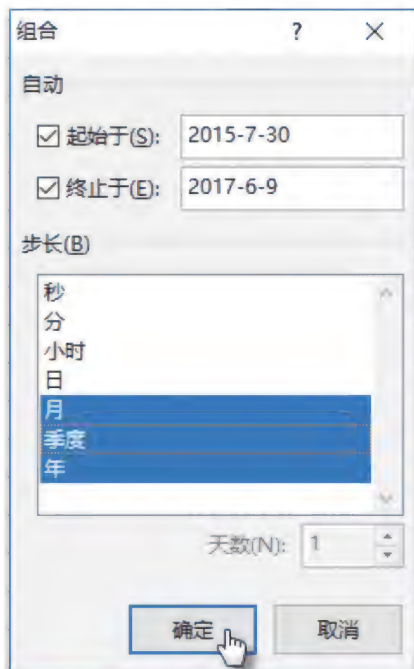 组合 ? ×
自动
起始于(S): 2015-7-30
终止于(E): 2017-6-9
步长(B)
秒
分
小时
日
月
季度
年
天数(N): 1
确定 取消